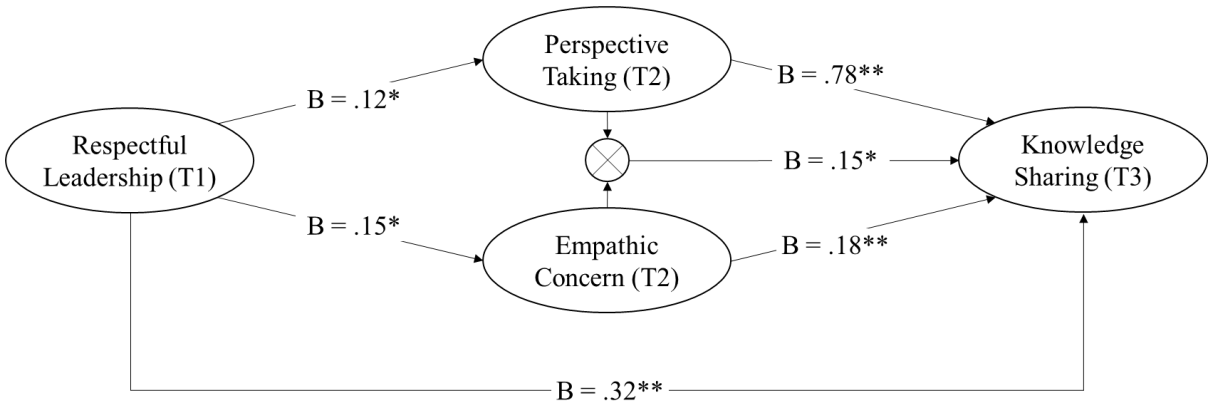 Perspective
Taking (T2)
B = .78**
B = .12*
Respectful
Leadership (T1)
B = .15*
Knowledge
Sharing (T3)
B = .15*
Empathic
Concern (T2)
B = .18**
B = .32**